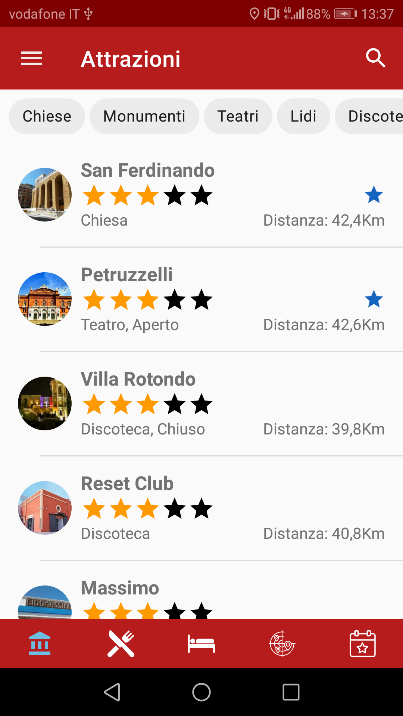 vodafone IT 4G 88% 13:37
Attrazioni
Chiese Monumenti Teatri Lidi Discote
San Ferdinando
Chiesa Distanza: 42,4Km
Petruzzelli
Teatro, Aperto Distanza: 42,6Km
Villa Rotondo
Discoteca, Chiuso Distanza: 39,8Km
Reset Club
Discoteca Distanza: 40,8Km
Massimo